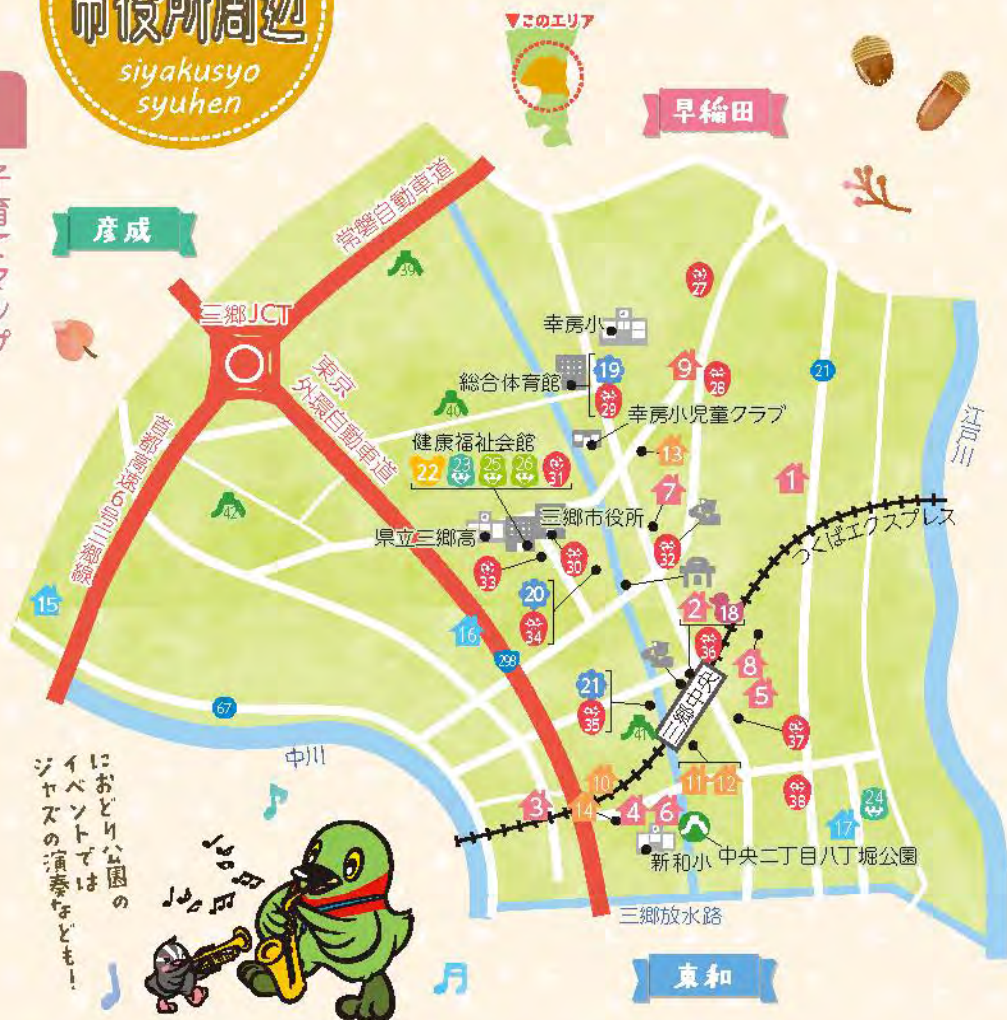 市役所周辺
siyakusyo
syuhen
▼このエリア
早稲田
子育てマップ
彦成
常磐自動車道
39
三郷JCT
27
幸房小
東京
外環自動車道
総合体育館
19
29
9
28
21
江戸川
40
幸房小児童クラブ
健康福祉会館
22
23
25
26
31
13
首都高速6号三郷線
42
7
1
県立三郷高
三郷市役所
つくばエクスプレス
33
30
32
15
20
34
2
18
16
36
298
8
5
21
35
三郷中央
41
37
67
中川
10
11
12
38
3
14
4
6
24
17
新和小
中央二丁目八丁堀公園
三郷放水路
東和
におどり公園の
イベントでは
ジャズの演奏なども!